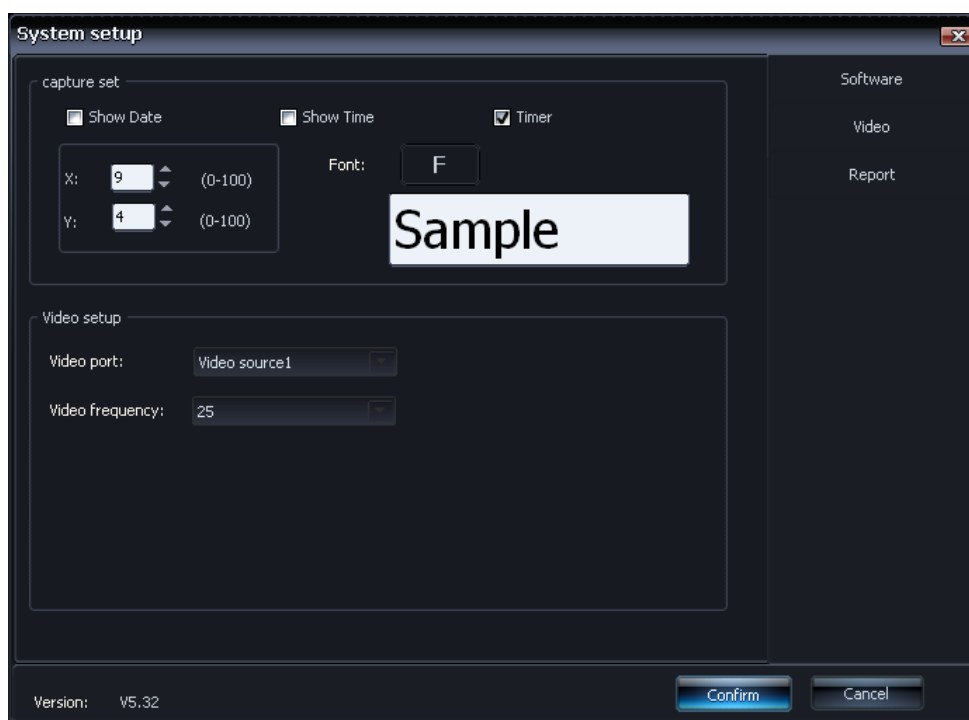 System setup
capture set
Show Date Show Time Timer
X: 9 (0-100)
Y: 4 (0-100)
Font: F
Sample
Video setup
Video port: Video source1
Video frequency: 25
Software
Video
Report
Version: V5.32
Confirm Cancel